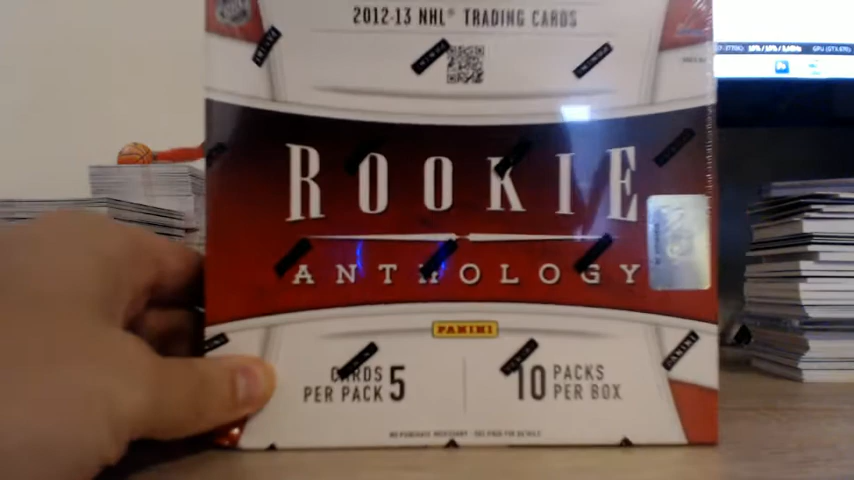 2012-13 NHL® TRADING CARDS
ROOKIE
ANTHOLOGY
PANINI
CARDS PER PACK 5
10 PACKS PER BOX